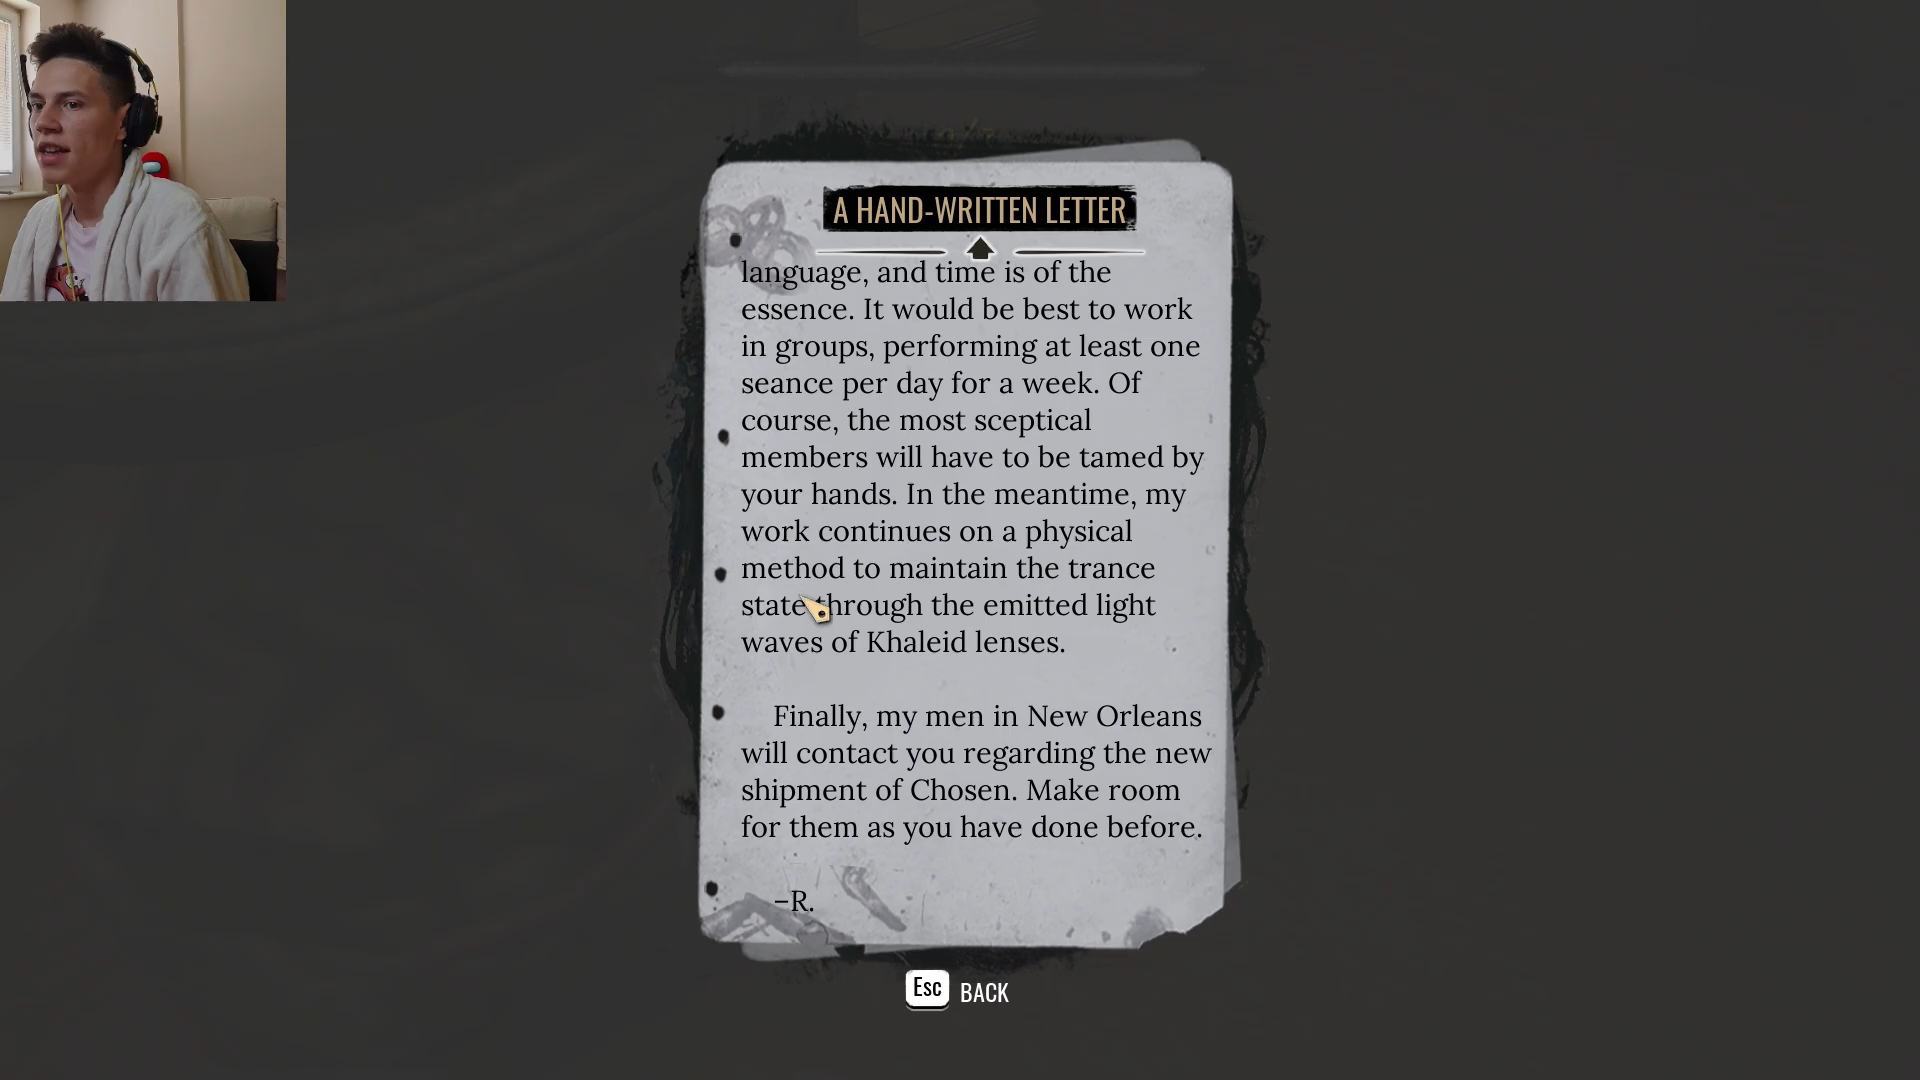 A HAND-WRITTEN LETTER
language, and time is of the
essence. It would be best to work
in groups, performing at least one
seance per day for a week. Of
course, the most sceptical
members will have to be tamed by
your hands. In the meantime, my
work continues on a physical
method to maintain the trance
state through the emitted light
waves of Khaleid lenses.
Finally, my men in New Orleans
will contact you regarding the new
shipment of Chosen. Make room
for them as you have done before.
–R.
Esc BACK